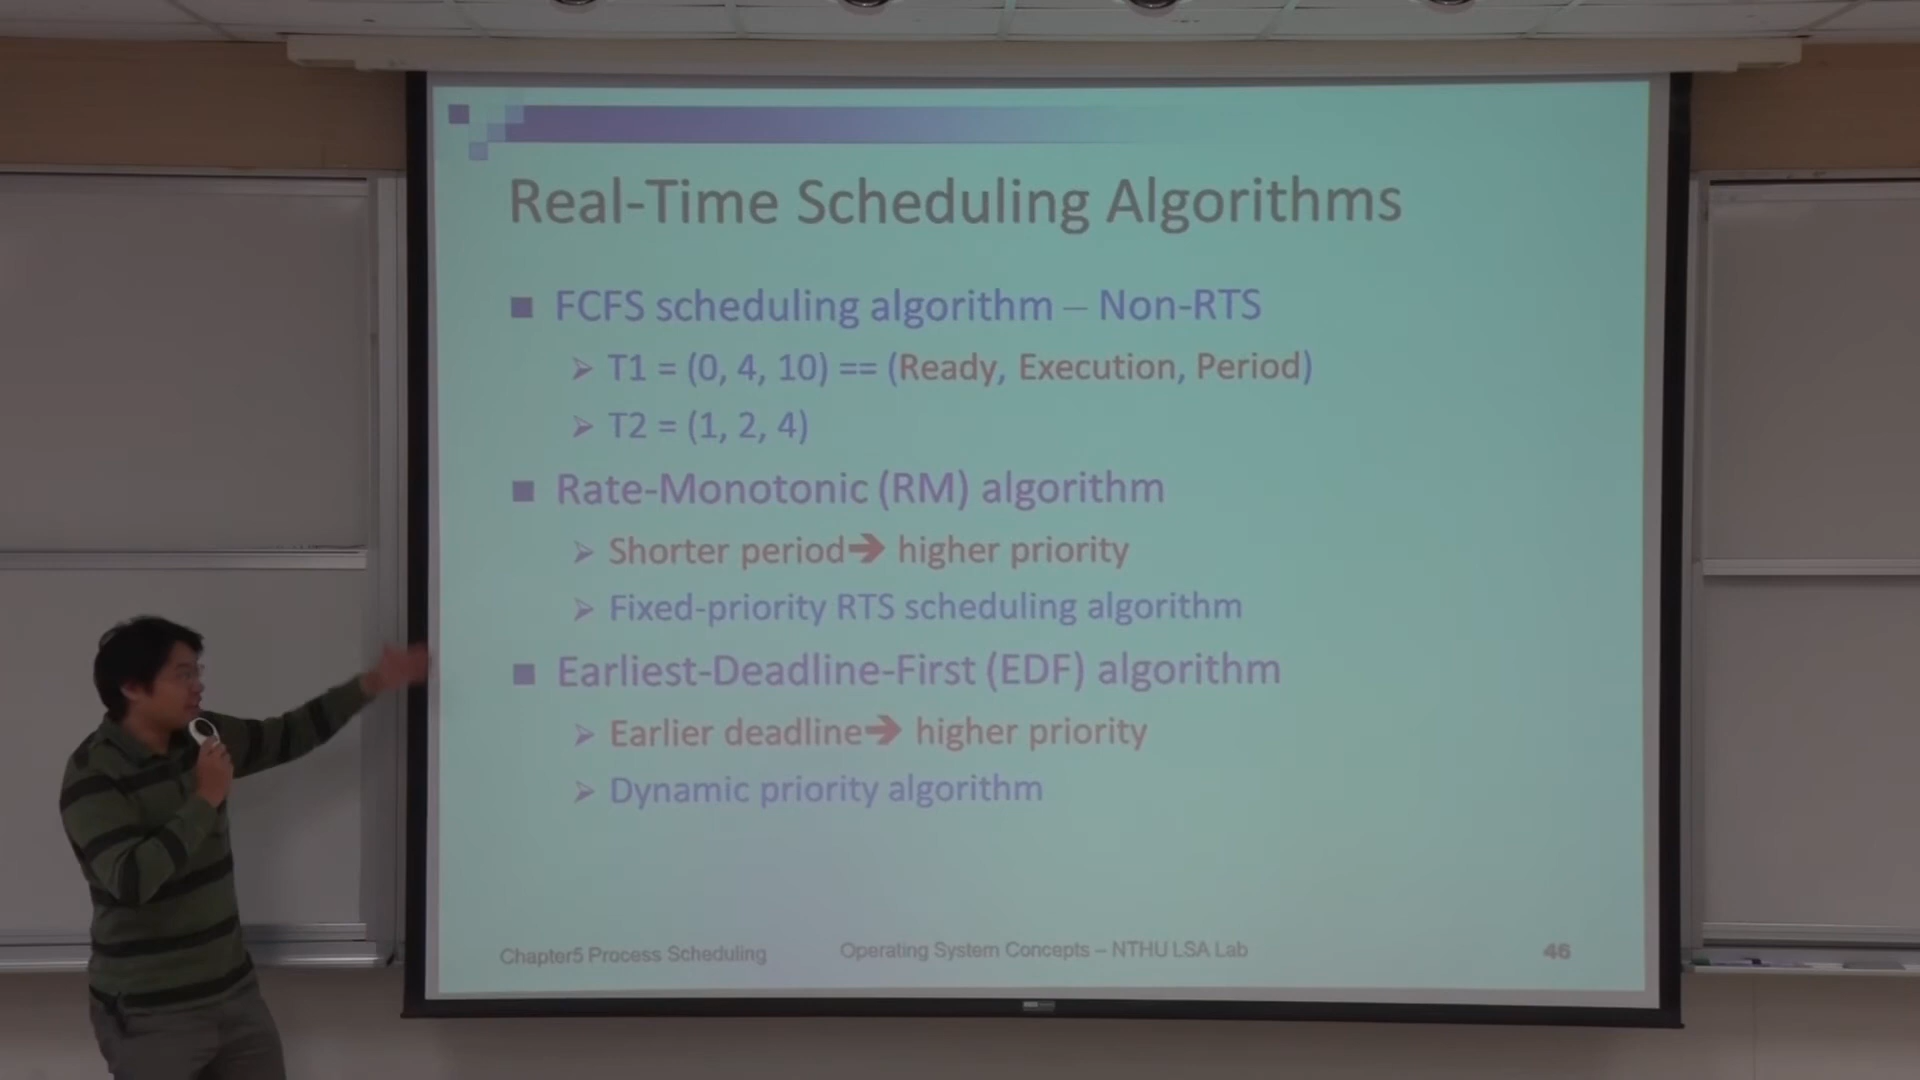 Real-Time Scheduling Algorithms
FCFS scheduling algorithm – Non-RTS
T1 = (0, 4, 10) == (Ready, Execution, Period)
T2 = (1, 2, 4)
Rate-Monotonic (RM) algorithm
Shorter period➔ higher priority
Fixed-priority RTS scheduling algorithm
Earliest-Deadline-First (EDF) algorithm
Earlier deadline➔ higher priority
Dynamic priority algorithm
Chapter5 Process Scheduling
Operating System Concepts – NTHU LSA Lab
46